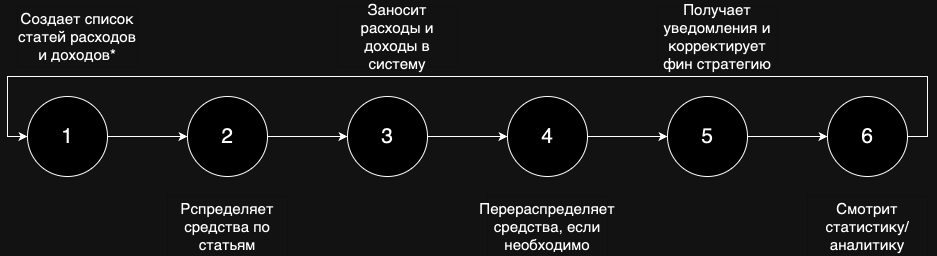 Создает список
статей расходов
и доходов*
Заносит
расходы и
доходы в
систему
Получает
уведомления и
корректирует
фин стратегию
1
2
3
4
5
6
Рспределяет
средства по
статьям
Перераспределяет
средства, если
необходимо
Смотрит
статистику/
аналитику